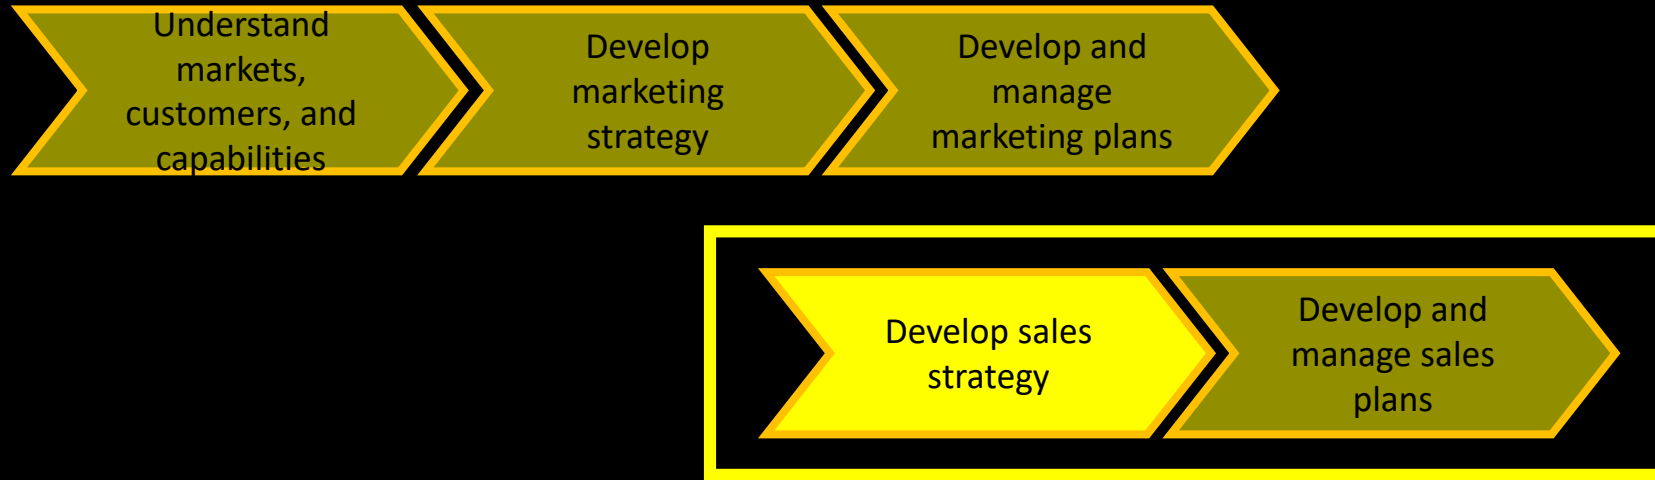 Understand
markets,
customers, and
capabilities
Develop
marketing
strategy
Develop and
manage
marketing plans
Develop sales
strategy
Develop and
manage sales
plans